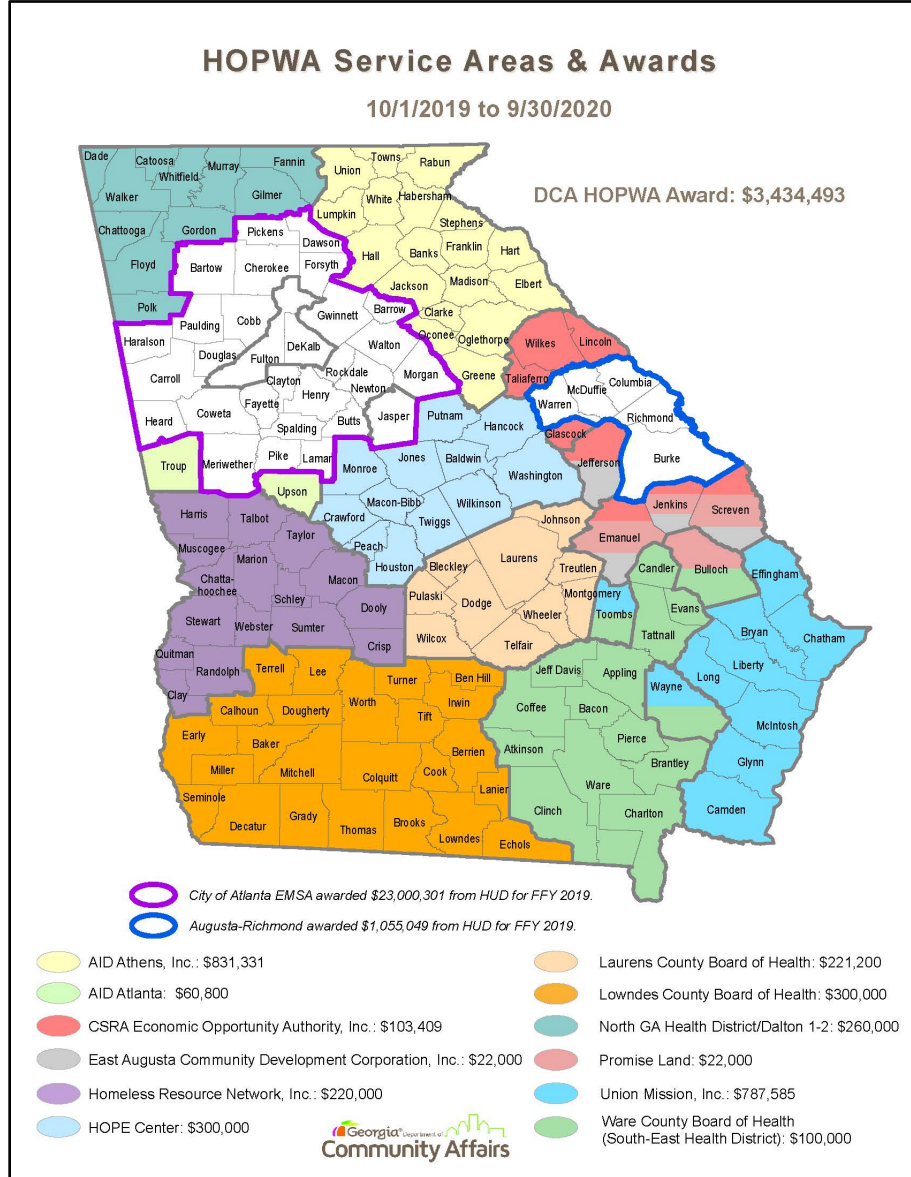 HOPWA Service Areas & Awards
10/1/2019 to 9/30/2020
DCA HOPWA Award: $3,434,493
Dade
Catoosa
Whitfield
Murray
Fannin
Walker
Gilmer
Chattooga
Gordon
Floyd
Polk
Union
Towns
Rabun
White
Habersham
Lumpkin
Stephens
Hall
Banks
Franklin
Hart
Jackson
Madison
Elbert
Clarke
Oconee
Oglethorpe
Greene
Pickens
Dawson
Bartow
Cherokee
Forsyth
Gwinnett
Barrow
Haralson
Paulding
Cobb
Douglas
Fulton
DeKalb
Walton
Carroll
Rockdale
Morgan
Clayton
Newton
Henry
Fayette
Heard
Coweta
Spalding
Butts
Jasper
Meriwether
Pike
Lamar
Troup
Upson
Wilkes
Lincoln
Taliaferro
Columbia
McDuffie
Warren
Richmond
Burke
Glascock
Jefferson
Putnam
Hancock
Monroe
Jones
Baldwin
Washington
Macon-Bibb
Wilkinson
Crawford
Twiggs
Peach
Houston
Jenkins
Screven
Emanuel
Bulloch
Candler
Effingham
Harris
Talbot
Taylor
Muscogee
Marion
Chatta-
hoochee
Macon
Schley
Dooly
Stewart
Webster
Sumter
Crisp
Quitman
Randolph
Clay
Johnson
Laurens
Bleckley
Treutlen
Pulaski
Dodge
Montgomery
Wheeler
Wilcox
Telfair
Toombs
Evans
Tattnall
Bryan
Chatham
Liberty
Long
Wayne
McIntosh
Glynn
Camden
Jeff Davis
Appling
Coffee
Bacon
Pierce
Atkinson
Brantley
Ware
Clinch
Charlton
Terrell
Lee
Turner
Ben Hill
Calhoun
Dougherty
Worth
Irwin
Tift
Early
Baker
Berrien
Miller
Mitchell
Colquitt
Cook
Lanier
Seminole
Decatur
Grady
Thomas
Brooks
Lowndes
Echols
City of Atlanta EMSA awarded $23,000,301 from HUD for FFY 2019.
Augusta-Richmond awarded $1,055,049 from HUD for FFY 2019.
AID Athens, Inc.: $831,331
AID Atlanta: $60,800
CSRA Economic Opportunity Authority, Inc.: $103,409
East Augusta Community Development Corporation, Inc.: $22,000
Homeless Resource Network, Inc.: $220,000
HOPE Center: $300,000
Laurens County Board of Health: $221,200
Lowndes County Board of Health: $300,000
North GA Health District/Dalton 1-2: $260,000
Promise Land: $22,000
Union Mission, Inc.: $787,585
Ware County Board of Health
(South-East Health District): $100,000
Georgia® Department of
Community Affairs